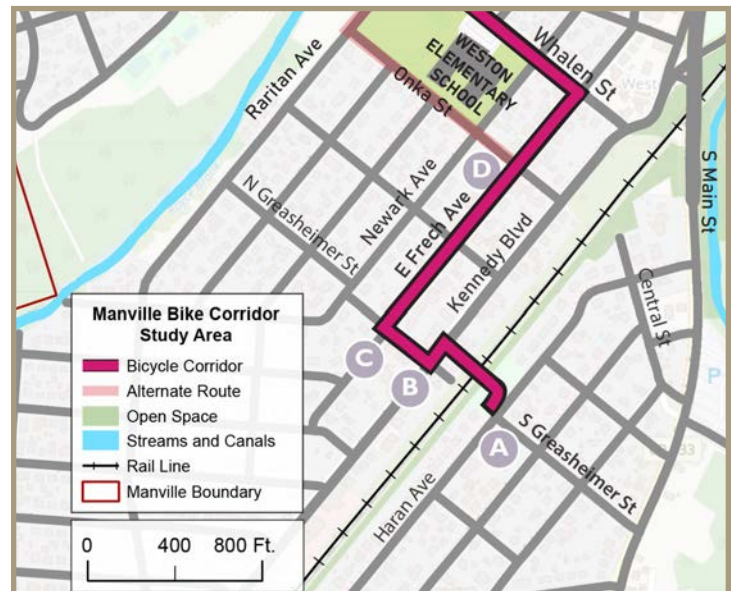 Raritan Ave
WESTON
ELEMENTARY
SCHOOL
Whalen St
Onka St
S Main St
D
Newark Ave
E Frech Ave
N Greasheimer St
Kennedy Blvd
Central St
P
C
B
A
S Greasheimer St
Haran Ave
Manville Bike Corridor
Study Area
Bicycle Corridor
Alternate Route
Open Space
Streams and Canals
Rail Line
Manville Boundary
0 400 800 Ft.